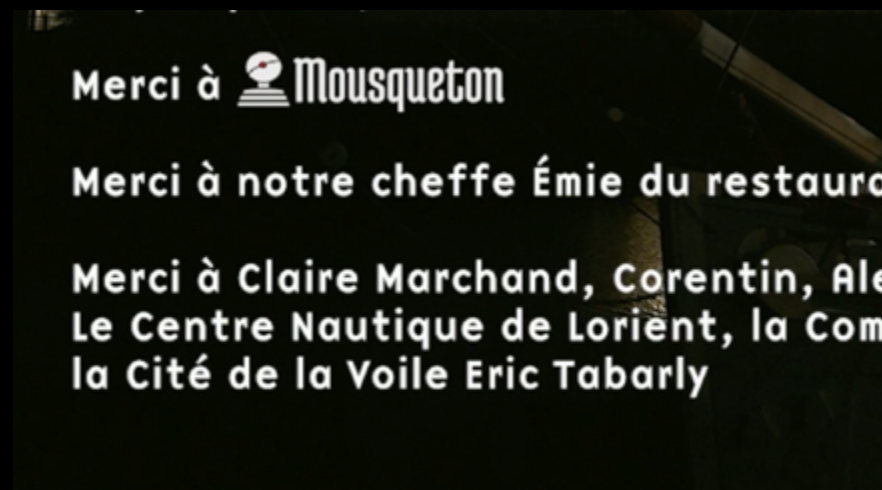 Merci à Mousqueton
Merci à notre cheffe Émie du
Merci à Claire Marchand, Corentin,
Le Centre Nautique de Lorient, la
la Cité de la Voile Eric Tabarly